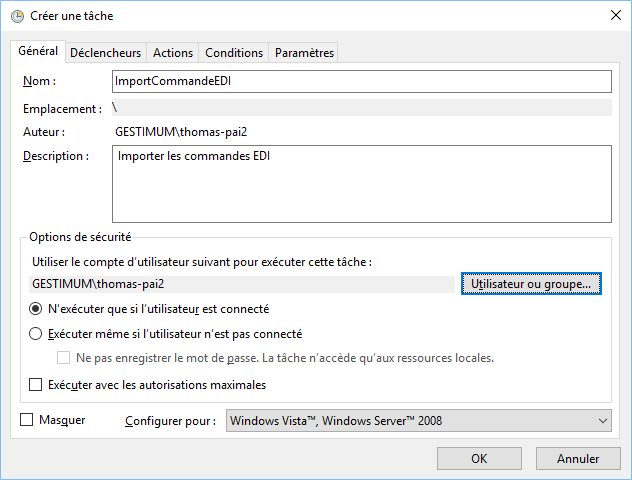 Créer une tâche
Général Déclencheurs Actions Conditions Paramètres
Nom : ImportCommandeEDI
Emplacement : \
Auteur : GESTIMUM\thomas-pai2
Description : Importer les commandes EDI
Options de sécurité
Utiliser le compte d'utilisateur suivant pour exécuter cette tâche :
GESTIMUM\thomas-pai2 Utilisateur ou groupe...
N'exécuter que si l'utilisateur est connecté
Exécuter même si l'utilisateur n'est pas connecté
Ne pas enregistrer le mot de passe. La tâche n'accède qu'aux ressources locales.
Exécuter avec les autorisations maximales
Masquer Configurer pour : Windows Vista™, Windows Server™ 2008
OK Annuler